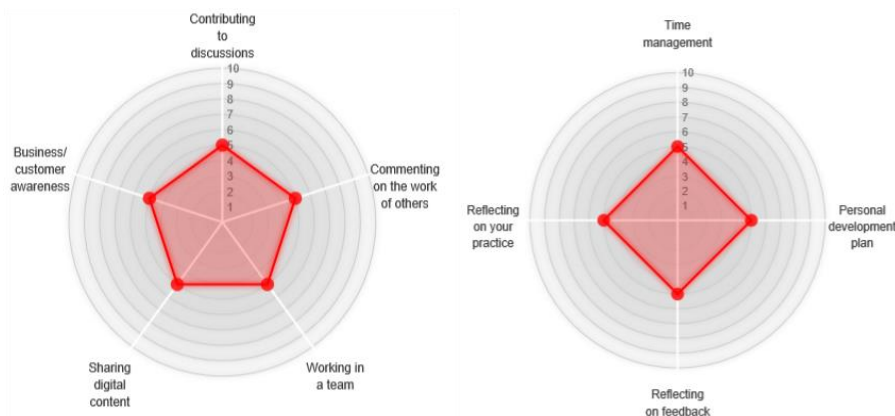 Contributing
to
discussions
10
9
8
7
6
5
4
3
2
1
Business/
customer
awareness
Commenting
on the work
of others
Sharing
digital
content
Working in
a team
Time
management
10
9
8
7
6
5
4
3
2
1
Reflecting
on your
practice
Personal
development
plan
Reflecting
on feedback